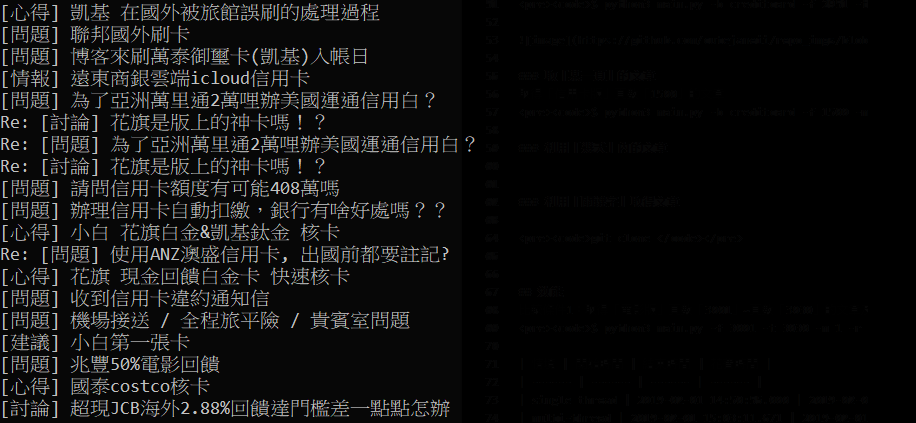 [心得] 凱基 在國外被旅館誤刷的處理過程
[問題] 聯邦國外刷卡
[問題] 博客來刷萬泰御璽卡(凱基)入帳日
[情報] 遠東商銀雲端icloud信用卡
[問題] 為了亞洲萬里通2萬哩辦美國運通信用白？
Re: [討論] 花旗是版上的神卡嗎！？
Re: [問題] 為了亞洲萬里通2萬哩辦美國運通信用白？
Re: [討論] 花旗是版上的神卡嗎！？
[問題] 請問信用卡額度有可能408萬嗎
[問題] 辦理信用卡自動扣繳，銀行有啥好處嗎？？
[心得] 小白 花旗白金&凱基鈦金 核卡
Re: [問題] 使用ANZ澳盛信用卡, 出國前都要註記?
[心得] 花旗 現金回饋白金卡 快速核卡
[問題] 收到信用卡違約通知信
[問題] 機場接送 / 全程旅平險 / 貴賓室問題
[建議] 小白第一張卡
[問題] 兆豐50%電影回饋
[心得] 國泰costco核卡
[討論] 超現JCB海外2.88%回饋達門檻差一點點怎辦